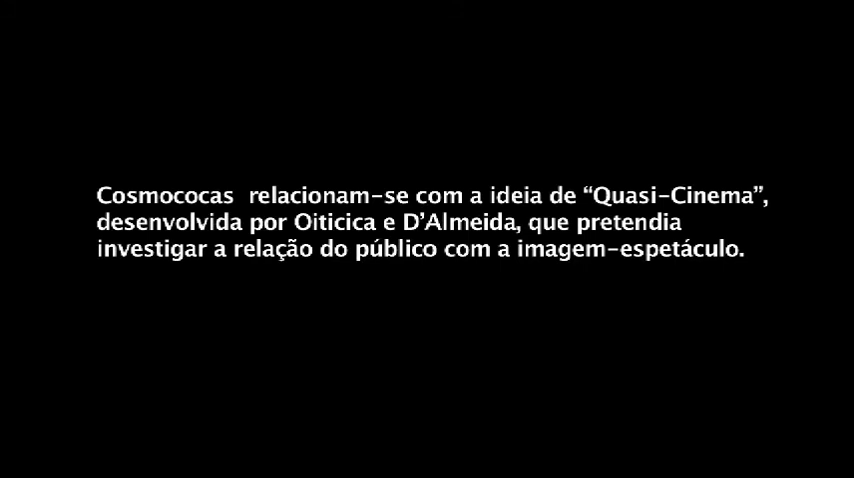 Cosmococas  relacionam-se com a ideia de “Quasi-Cinema”,
desenvolvida por Oiticica e D’Almeida, que pretendia
investigar a relação do público com a imagem-espetáculo.